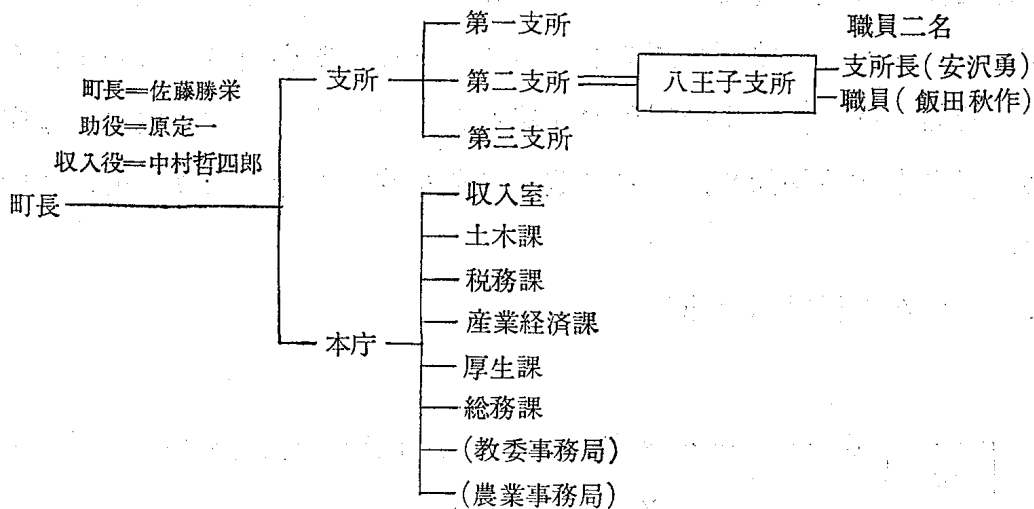 町長＝佐藤勝栄
助役＝原定一
収入役＝中村哲四郎
町長
支所
第一支所
第二支所
第三支所
八王子支所
職員二名
支所長(安沢勇)
職員(飯田秋作)
本庁
収入室
土木課
税務課
産業経済課
厚生課
総務課
(教委事務局)
(農業事務局)